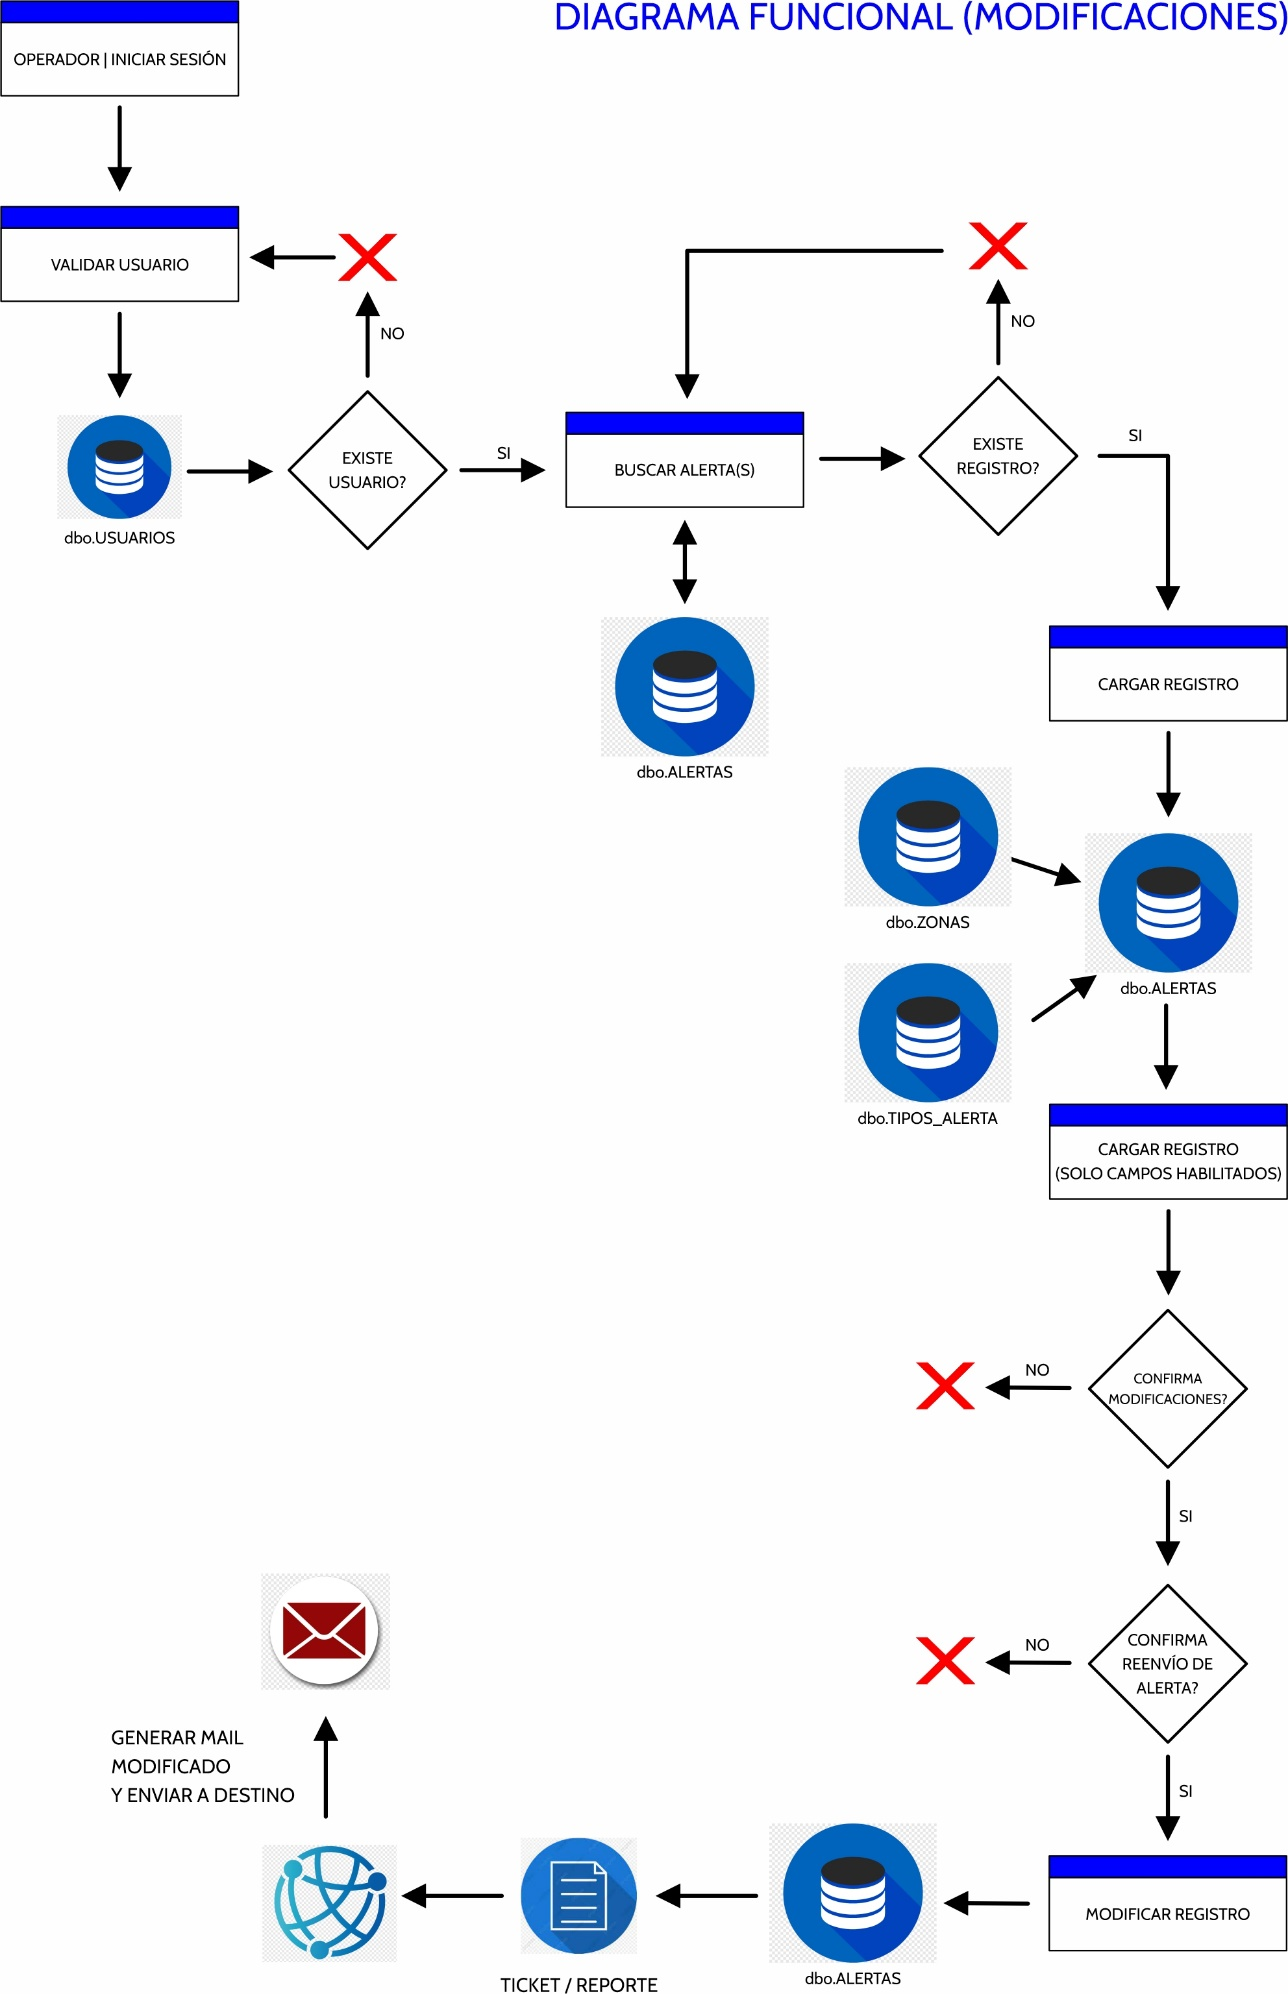 DIAGRAMA FUNCIONAL (MODIFICACIONES)
OPERADOR | INICIAR SESIÓN
VALIDAR USUARIO
NO
NO
EXISTE
USUARIO?
SI
BUSCAR ALERTA(S)
EXISTE
REGISTRO?
SI
dbo.USUARIOS
CARGAR REGISTRO
dbo.ALERTAS
dbo.ZONAS
dbo.ALERTAS
dbo.TIPOS_ALERTA
CARGAR REGISTRO
(SOLO CAMPOS HABILITADOS)
NO
CONFIRMA
MODIFICACIONES?
SI
NO
CONFIRMA
REENVÍO DE
ALERTA?
SI
GENERAR MAIL
MODIFICADO
Y ENVIAR A DESTINO
MODIFICAR REGISTRO
dbo.ALERTAS
TICKET / REPORTE